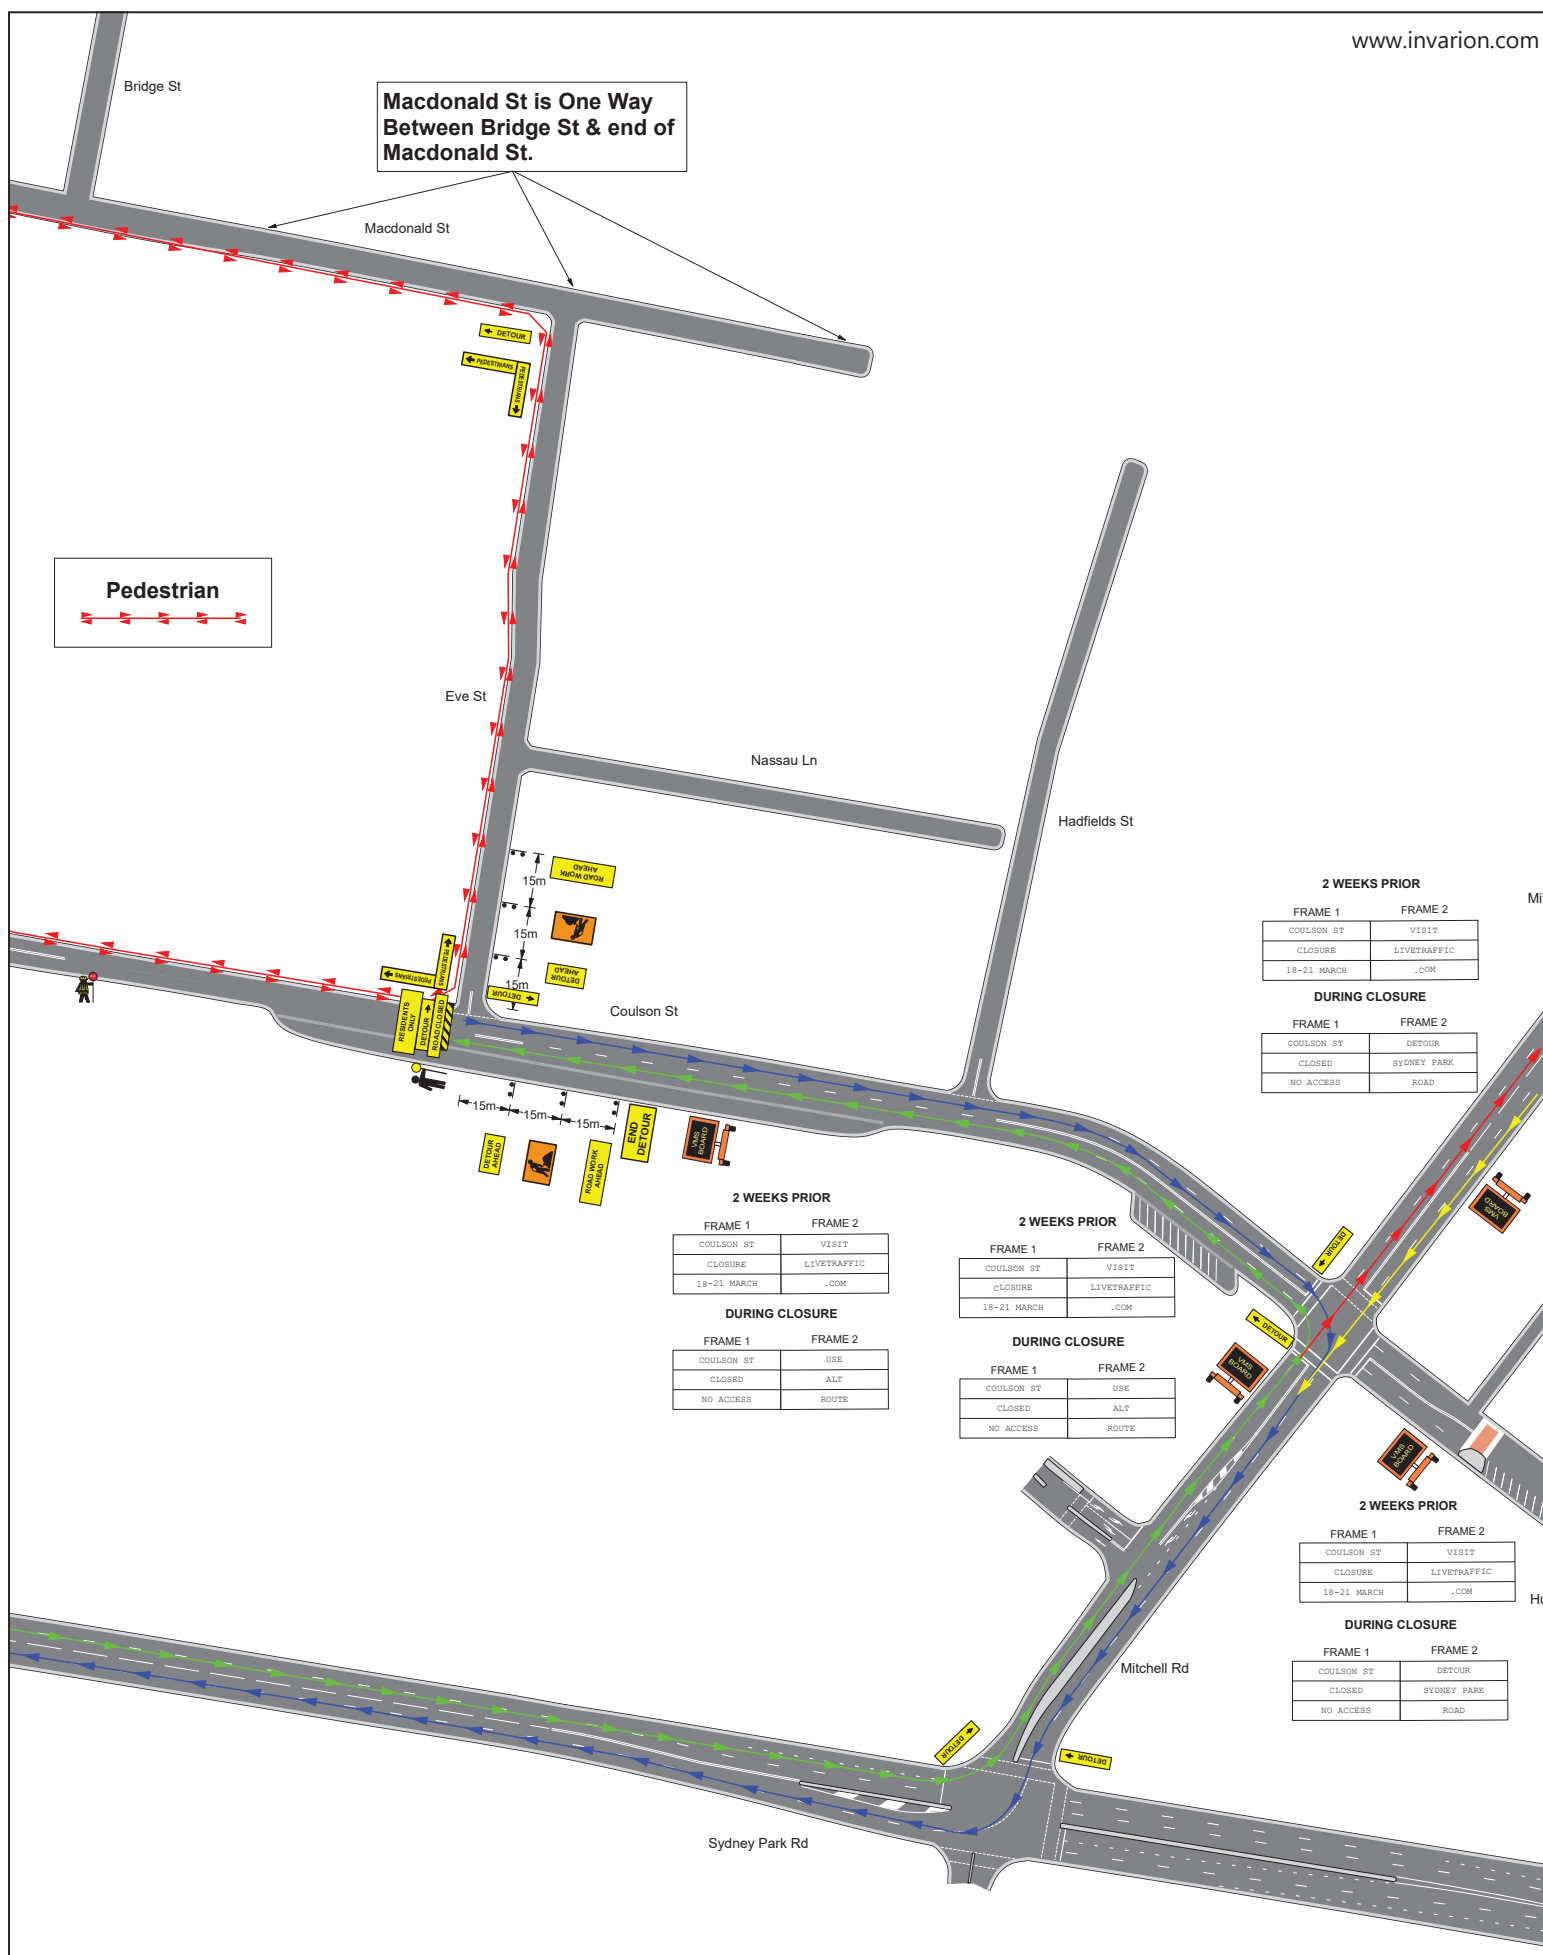 www.invarion.com
Bridge St
Macdonald St is One Way
Between Bridge St & end of
Macdonald St.
Macdonald St
DETOUR
PEDESTRIANS
PEDESTRIANS
Pedestrian
Eve St
Nassau Ln
Hadfields St
15m
15m
15m
ROAD WORK
AHEAD
DETOUR
AHEAD
DETOUR
PEDESTRIANS
PEDESTRIANS
RESIDENTS
ONLY
DETOUR
ROAD CLOSED
Coulson St
15m
15m
15m
DETOUR
AHEAD
ROAD WORK
AHEAD
END
DETOUR
VMS
BOARD
2 WEEKS PRIOR
FRAME 1 FRAME 2
COULSON ST VISIT
CLOSURE LIVETRAFFIC
18-21 MARCH .COM
DURING CLOSURE
FRAME 1 FRAME 2
COULSON ST DETOUR
CLOSED SYDNEY PARK
NO ACCESS ROAD
Mi
VMS
BOARD
DETOUR
DETOUR
VMS
BOARD
VMS
BOARD
2 WEEKS PRIOR
FRAME 1 FRAME 2
COULSON ST VISIT
CLOSURE LIVETRAFFIC
18-21 MARCH .COM
DURING CLOSURE
FRAME 1 FRAME 2
COULSON ST USE
CLOSED ALT
NO ACCESS ROUTE
2 WEEKS PRIOR
FRAME 1 FRAME 2
COULSON ST VISIT
CLOSURE LIVETRAFFIC
18-21 MARCH .COM
DURING CLOSURE
FRAME 1 FRAME 2
COULSON ST USE
CLOSED ALT
NO ACCESS ROUTE
2 WEEKS PRIOR
FRAME 1 FRAME 2
COULSON ST VISIT
CLOSURE LIVETRAFFIC
18-21 MARCH .COM
Hu
DURING CLOSURE
FRAME 1 FRAME 2
COULSON ST DETOUR
CLOSED SYDNEY PARK
NO ACCESS ROAD
Mitchell Rd
DETOUR
DETOUR
Sydney Park Rd